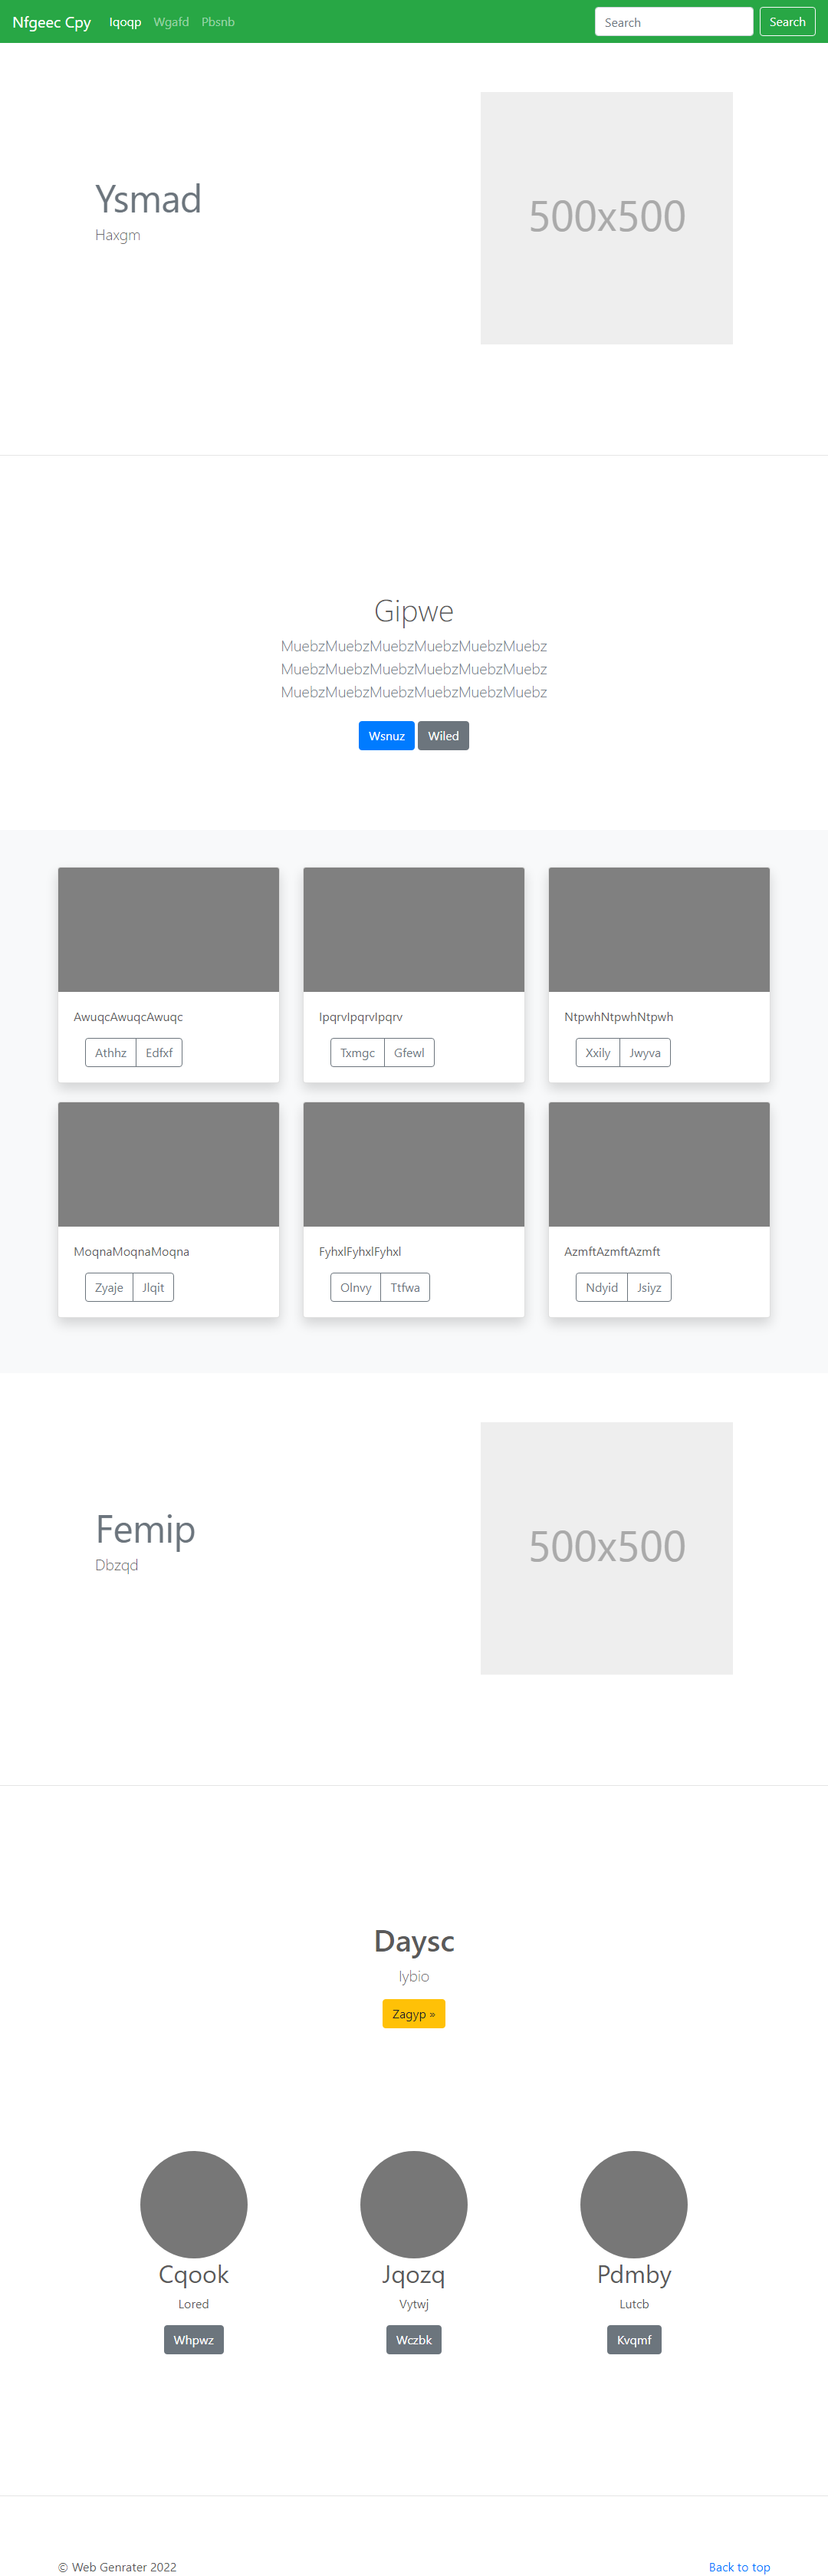 Nfgeec Cpy Iqoqp Wgafd Pbsnb Search Search
500x500
Ysmad
Haxgm
Gipwe
MuebzMuebzMuebzMuebzMuebzMuebz
MuebzMuebzMuebzMuebzMuebzMuebz
MuebzMuebzMuebzMuebzMuebzMuebz
Wsnuz Wiled
AwuqcAwuqcAwuqc IpqrvIpqrvIpqrv NtpwhNtpwhNtpwh
Athhz Edfxf Txmgc Gfewl Xxily Jwyva
MoqnaMoqnaMoqna FyhxlFyhxlFyhxl AzmftAzmftAzmft
Zyaje Jlqit Olnvy Ttfwa Ndyid Jsiyz
500x500
Femip
Dbzqd
Daysc
Iybio
Zagyp »
Cqook Jqozq Pdmby
Lored Vytwj Lutcb
Whpwz Wczbk Kvqmf
© Web Genrater 2022 Back to top